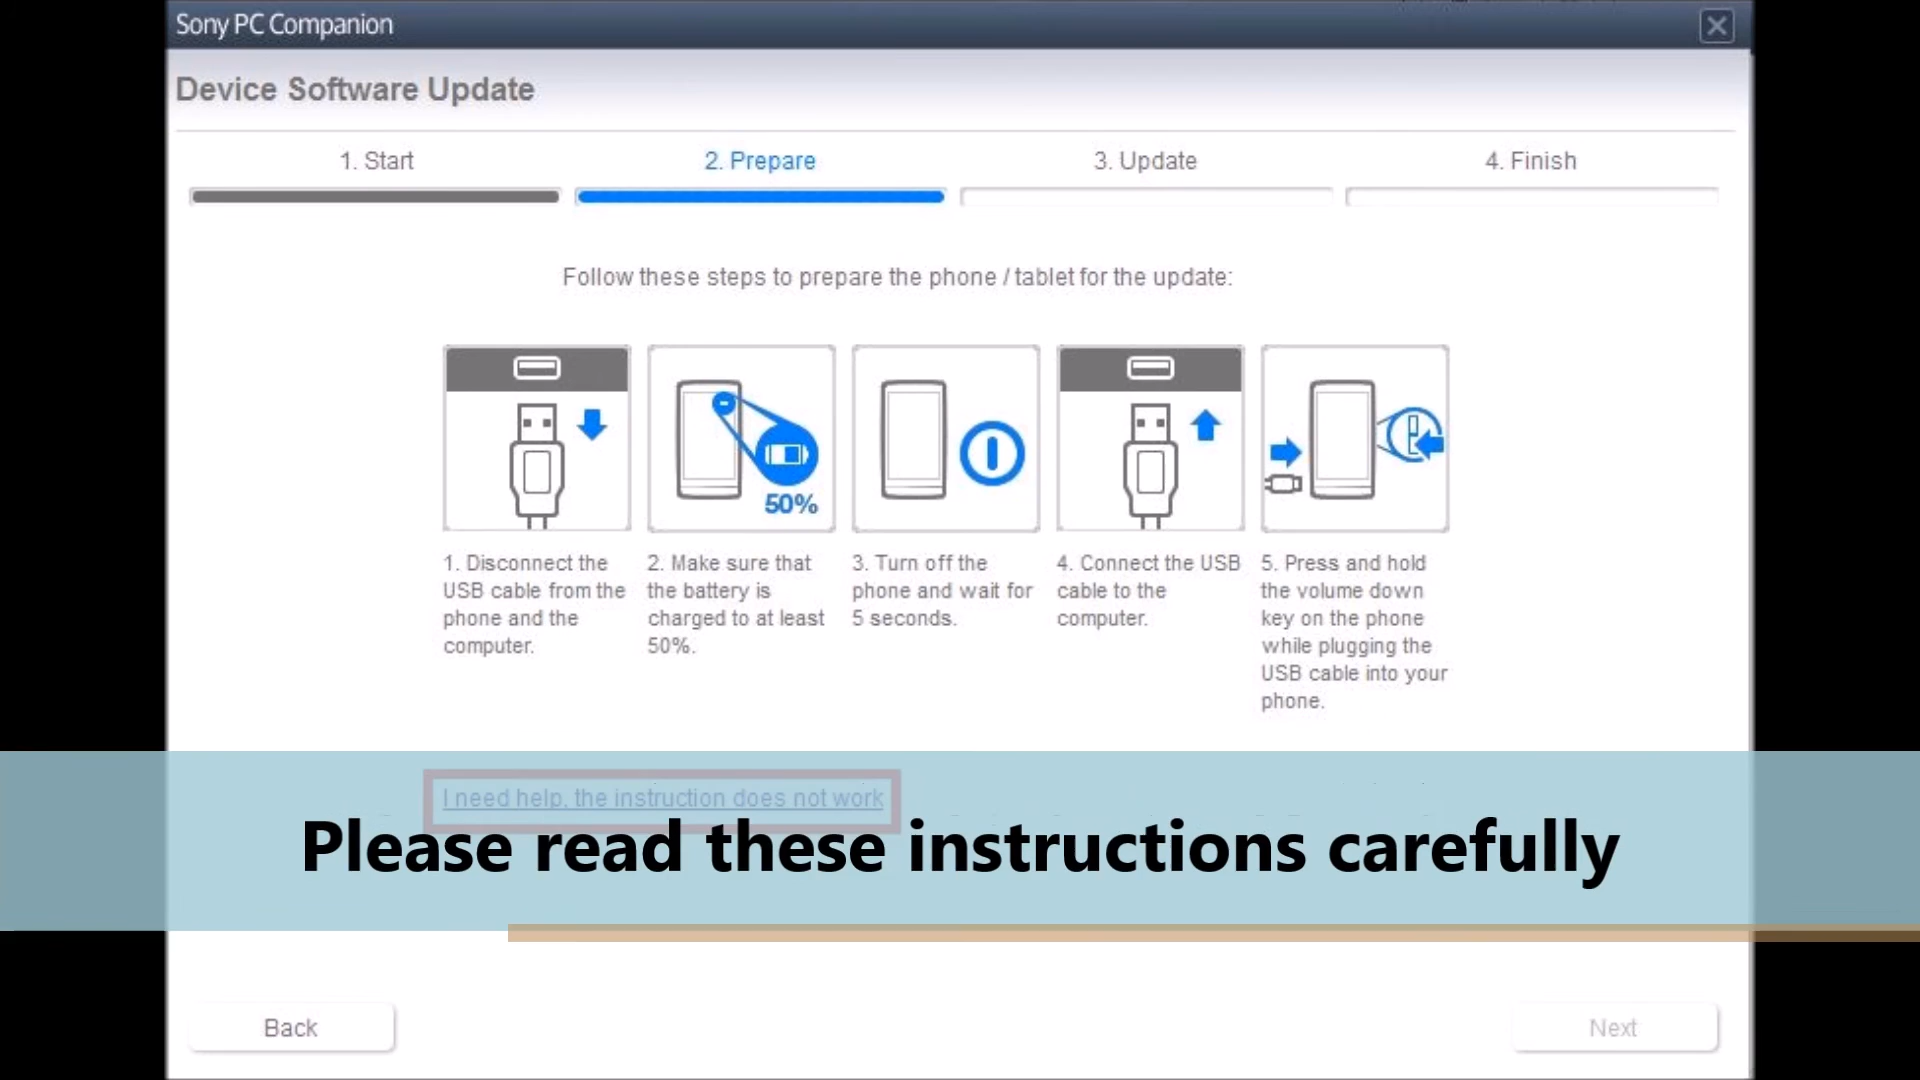 Sony PC Companion
Device Software Update
1. Start
2. Prepare
3. Update
4. Finish
Follow these steps to prepare the phone / tablet for the update:
50%
1. Disconnect the
USB cable from the
phone and the
computer.
2. Make sure that
the battery is
charged to at least
50%.
3. Turn off the
phone and wait for
5 seconds.
4. Connect the USB
cable to the
computer.
5. Press and hold
the volume down
key on the phone
while plugging the
USB cable into your
phone.
I need help, the instruction does not work
Please read these instructions carefully
Back
Next